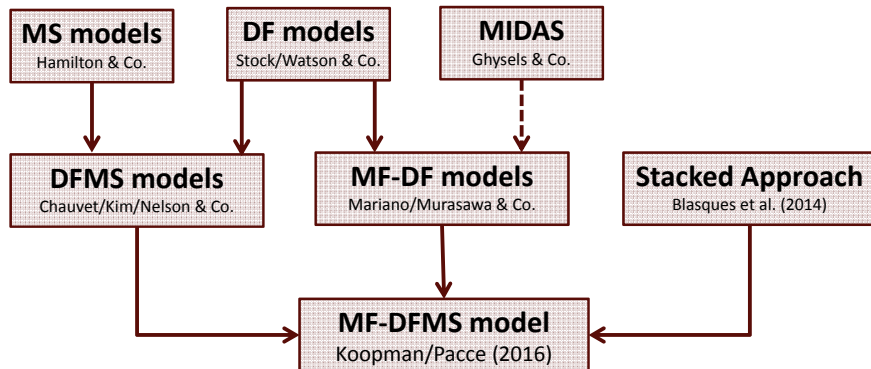 MS models
Hamilton & Co.
DF models
Stock/Watson & Co.
MIDAS
Ghysels & Co.
DFMS models
Chauvet/Kim/Nelson & Co.
MF-DF models
Mariano/Murasawa & Co.
Stacked Approach
Blasques et al. (2014)
MF-DFMS model
Koopman/Pacce (2016)